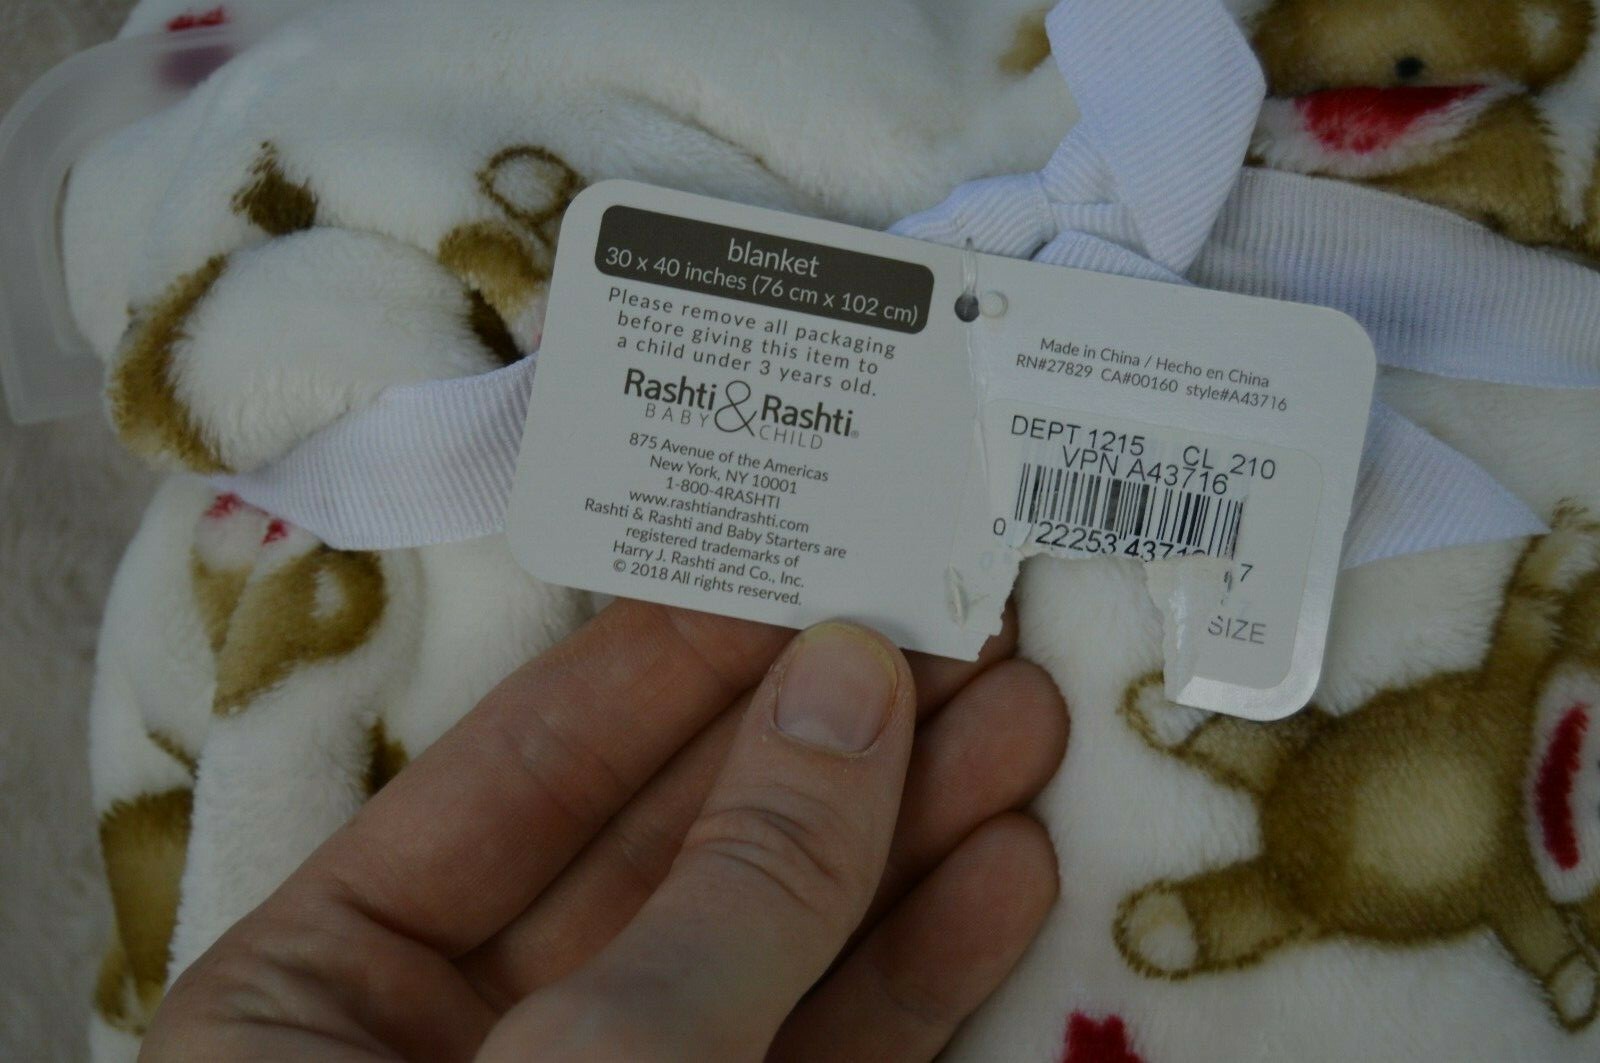 blanket
30 x 40 inches (76 cm x 102 cm)
Please remove all packaging
before giving this item to
a child under 3 years old.
Rashti & Rashti®
BABY CHILD
875 Avenue of the Americas
New York, NY 10001
1-800-4RASHTI
www.rashtiandrashti.com
Rashti & Rashti and Baby Starters are
registered trademarks of
Harry J. Rashti and Co., Inc.
© 2018 All rights reserved.
Made in China / Hecho en China
RN#27829 CA#00160 style#A43716
DEPT 1215 CL 210
VPN A43716
0 22253 43716 7
SIZE